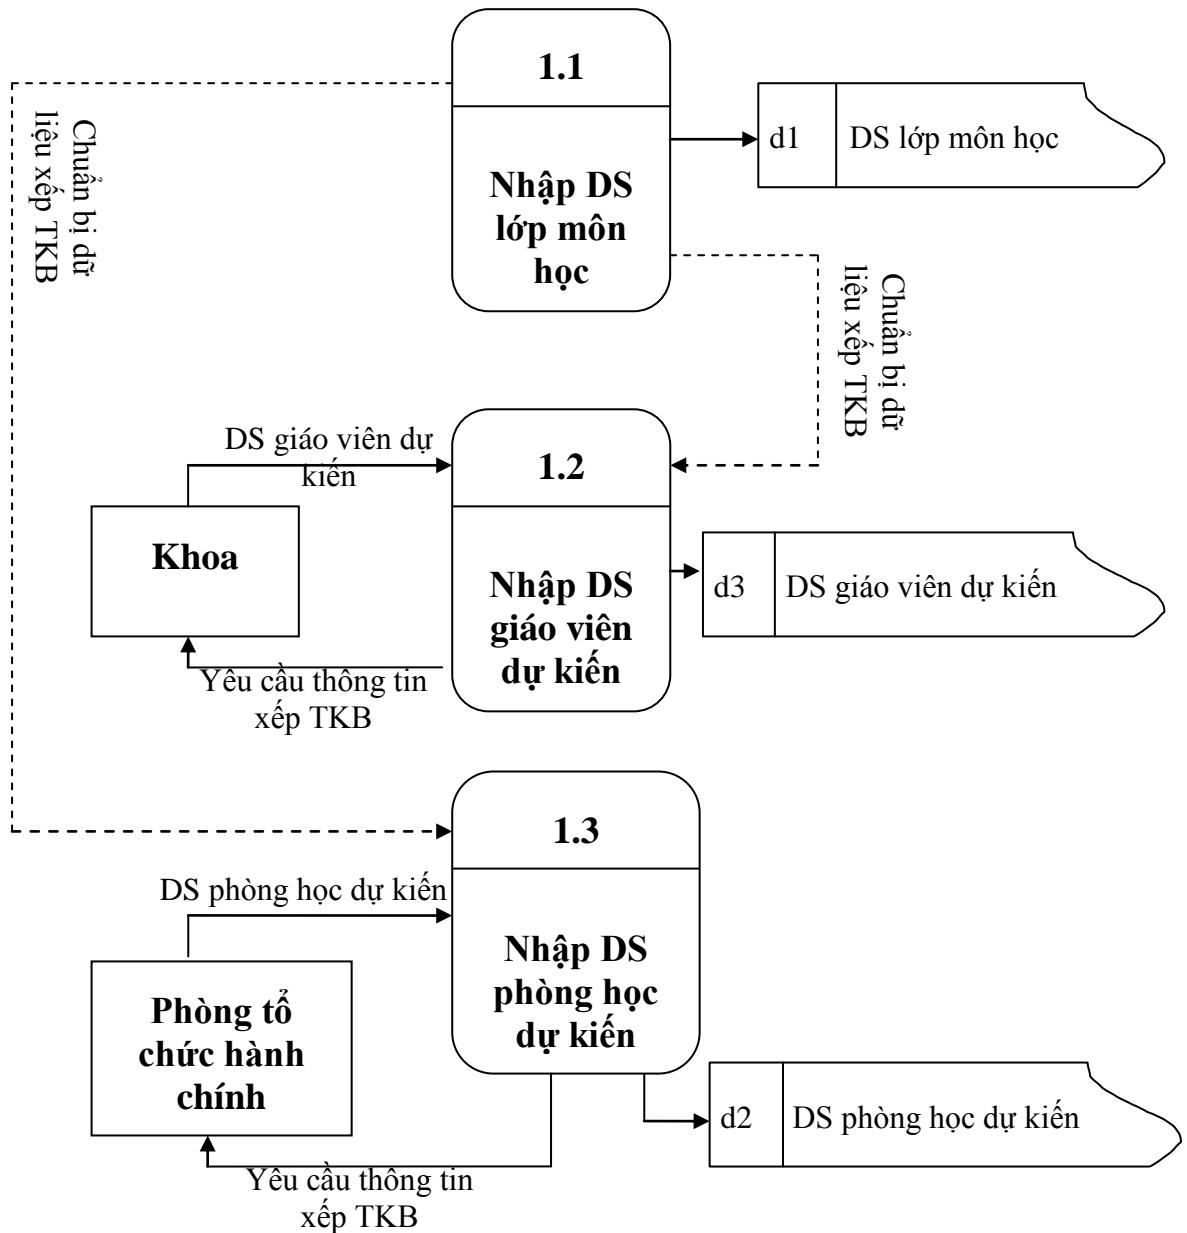 1.1
Nhập DS
lớp môn
học
d1
DS lớp môn học
Chuẩn bị dữ
liệu xếp TKB
Chuẩn bị dữ
liệu xếp TKB
DS giáo viên dự
kiến
1.2
Khoa
Nhập DS
giáo viên
dự kiến
d3
DS giáo viên dự kiến
Yêu cầu thông tin
xếp TKB
1.3
DS phòng học dự kiến
Nhập DS
phòng học
dự kiến
Phòng tổ
chức hành
chính
d2
DS phòng học dự kiến
Yêu cầu thông tin
xếp TKB